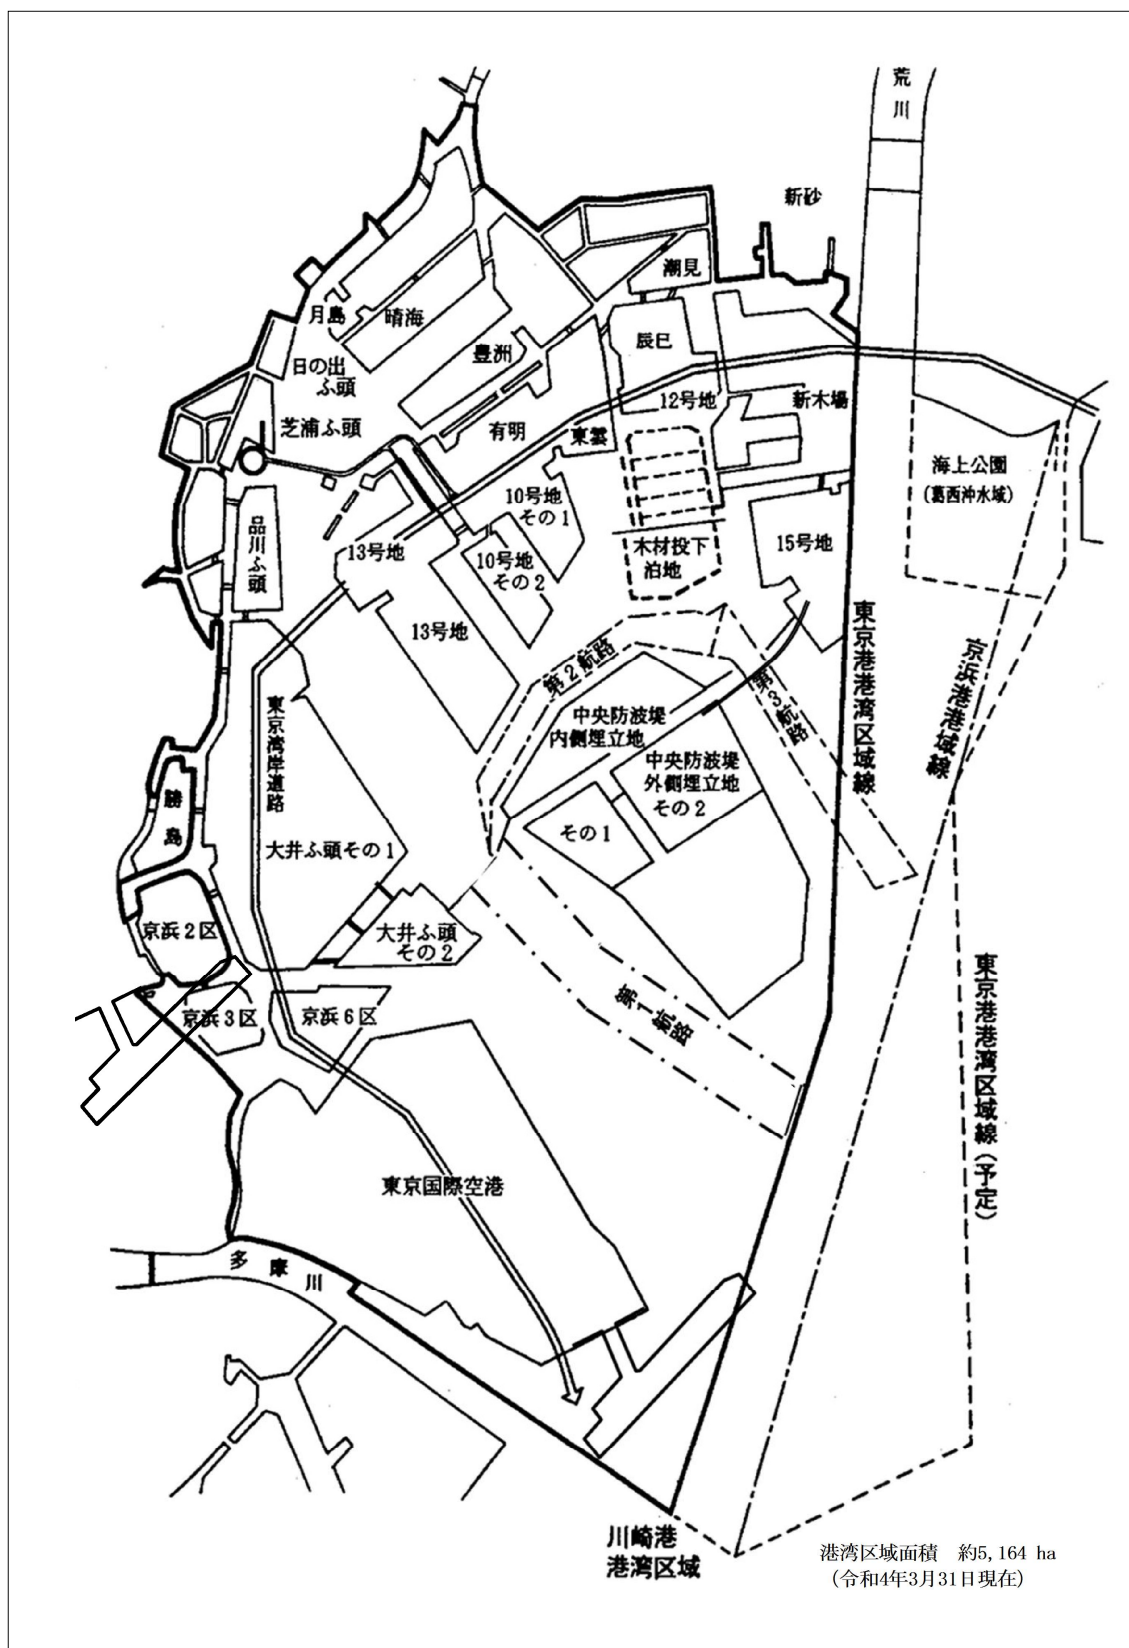 荒川
新砂
潮見
月島
晴海
辰巳
豊洲
日の出
ふ頭
12号地
新木場
芝浦ふ頭
有明
東雲
海上公園
(葛西沖水域)
10号地
その1
品川ふ頭
13号地
10号地
その2
木材投下
泊地
15号地
13号地
東京港港湾区域線
京浜港港域線
第2航路
第3航路
東京湾岸道路
中央防波堤
内側埋立地
中央防波堤
外側埋立地
その2
勝島
その1
大井ふ頭その1
京浜2区
大井ふ頭
その2
東京港港湾区域線(予定)
第1航路
京浜3区
京浜6区
東京国際空港
多摩川
川崎港
港湾区域
港湾区域面積 約5,164 ha
(令和4年3月31日現在)